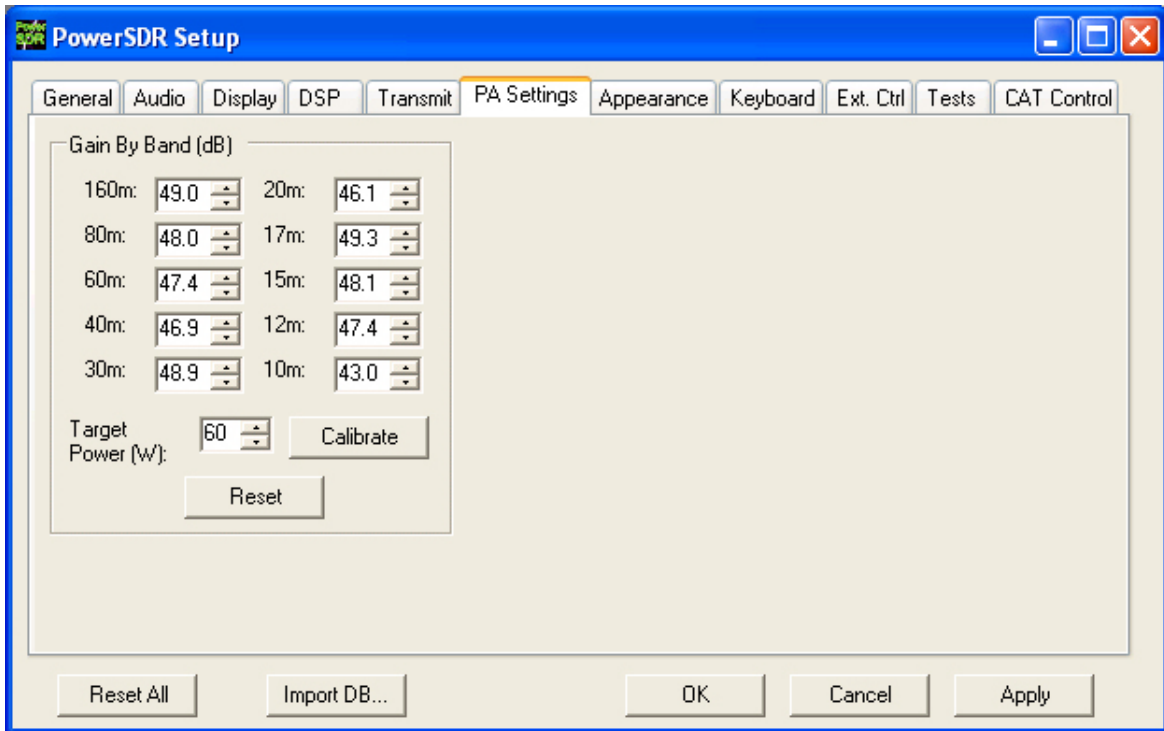 Power SDR PowerSDR Setup
General Audio Display DSP Transmit PA Settings Appearance Keyboard Ext. Ctrl Tests CAT Control
Gain By Band (dB)
160m: 49.0 20m: 46.1
80m: 48.0 17m: 49.3
60m: 47.4 15m: 48.1
40m: 46.9 12m: 47.4
30m: 48.9 10m: 43.0
Target
Power (W): 60 Calibrate
Reset
Reset All Import DB... OK Cancel Apply